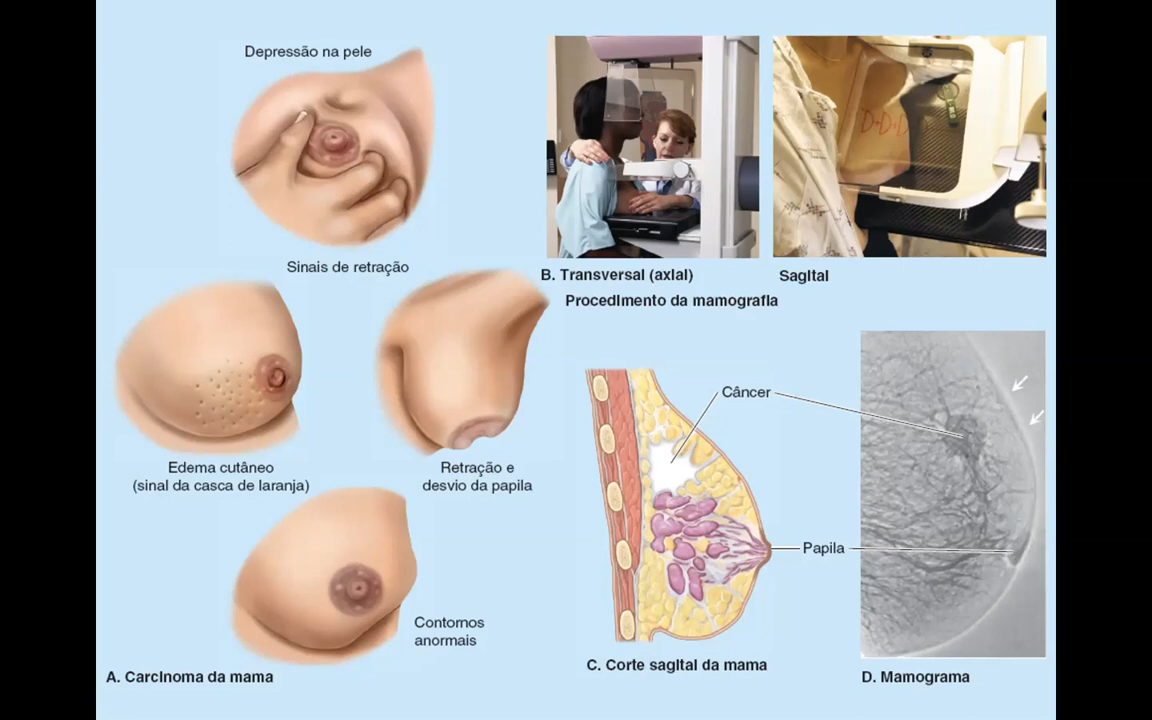 Depressão na pele
Sinais de retração
Edema cutâneo
(sinal da casca de laranja)
Retração e
desvio da papila
Contornos
anormais
A. Carcinoma da mama
B. Transversal (axial)
Sagital
Procedimento da mamografia
D+D+D
Câncer
Papila
C. Corte sagital da mama
D. Mamograma